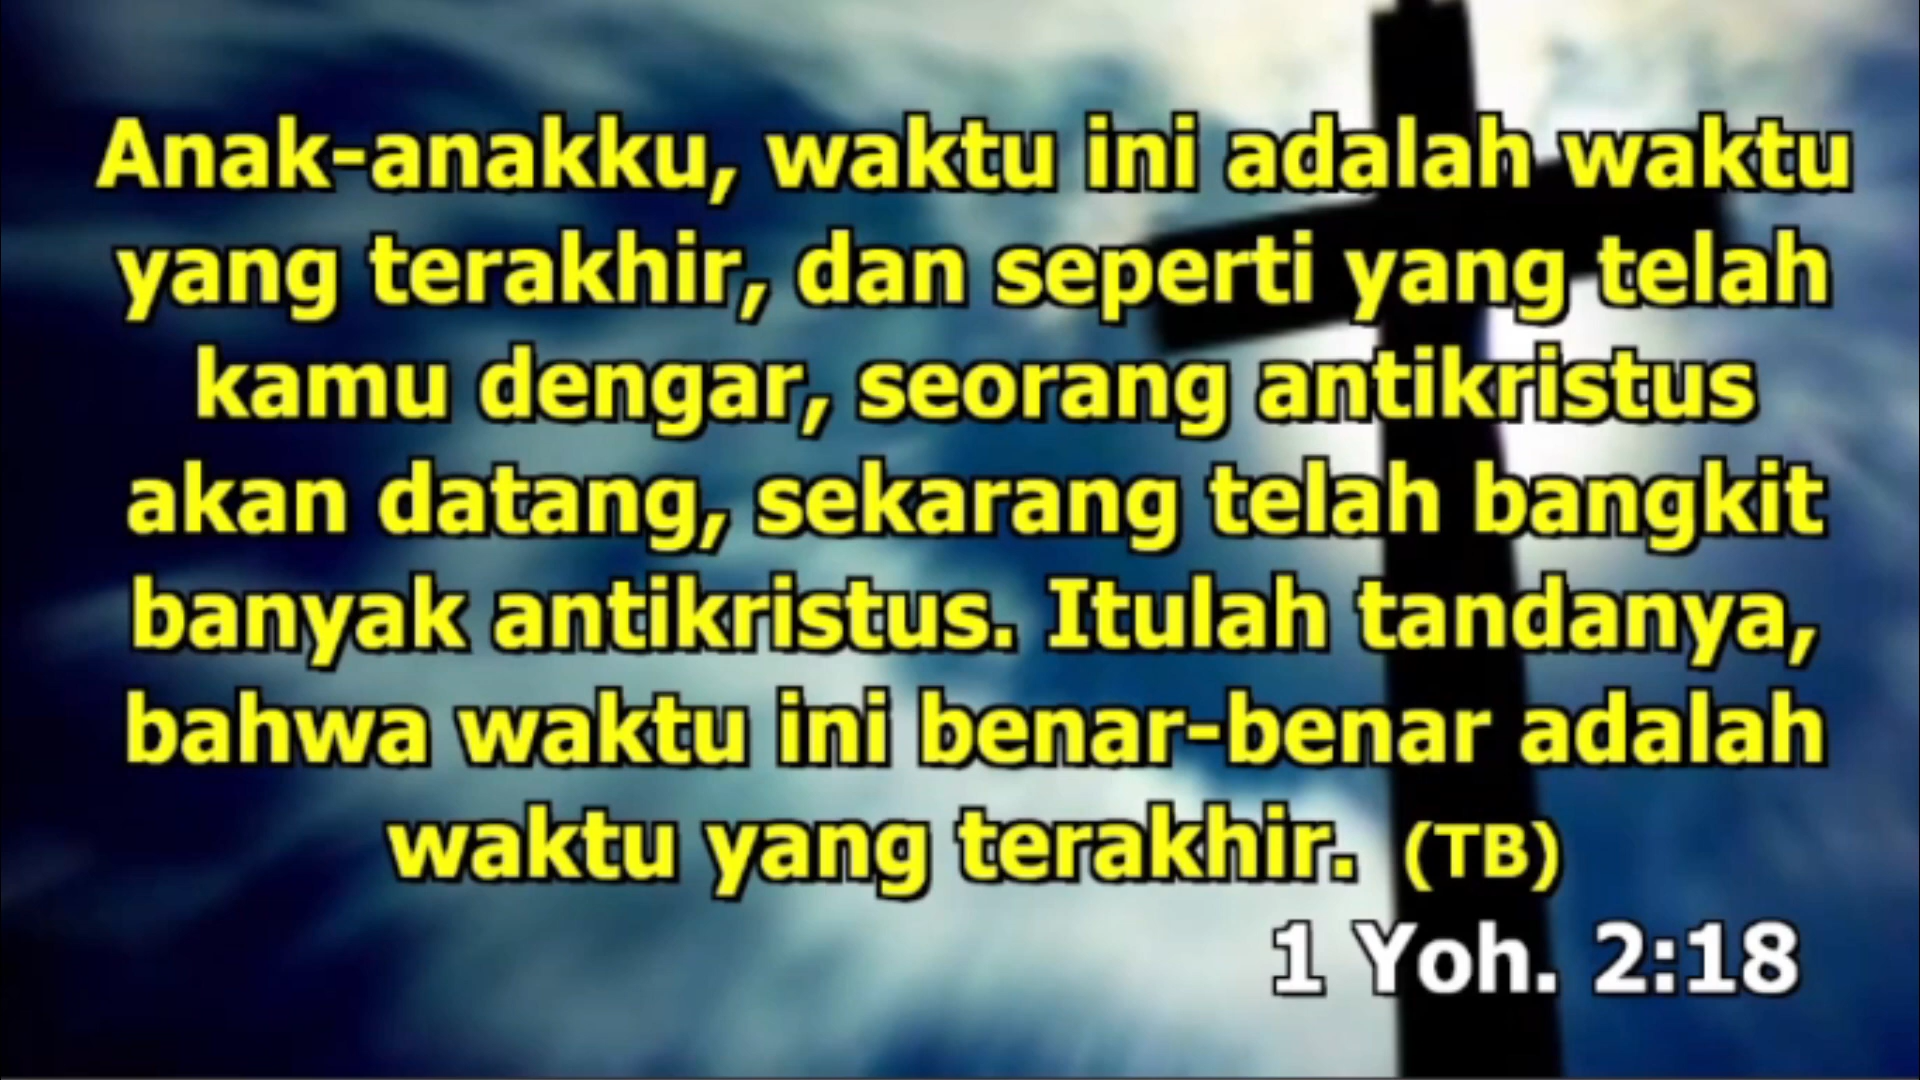 Anak-anakku, waktu ini adalah waktu
yang terakhir, dan seperti yang telah
kamu dengar, seorang antikristus
akan datang, sekarang telah bangkit
banyak antikristus. Itulah tandanya,
bahwa waktu ini benar-benar adalah
waktu yang terakhir. (TB)
1 Yoh. 2:18